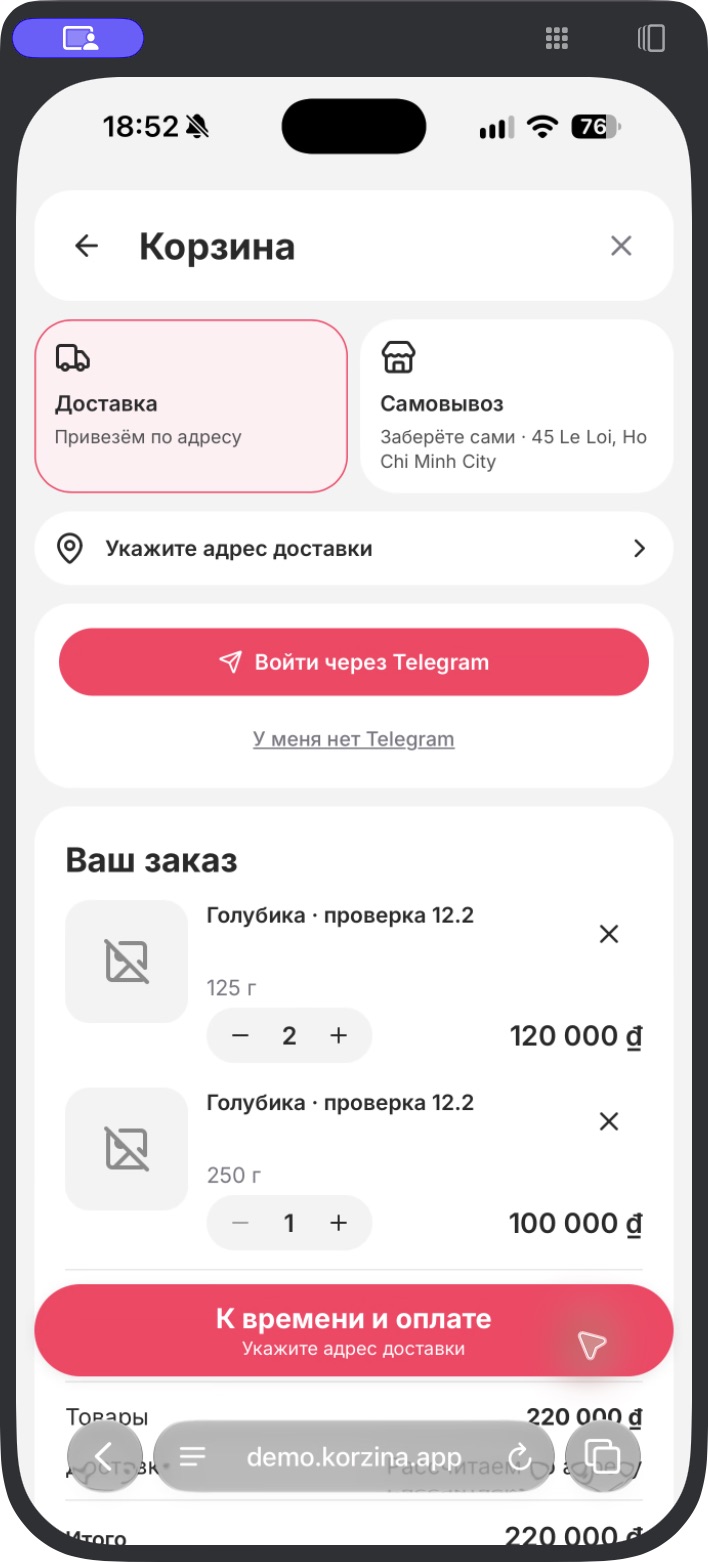 18:52
76
Корзина
Доставка
Привезём по адресу
Самовывоз
Заберёте сами · 45 Le Loi, Ho
Chi Minh City
Укажите адрес доставки
Войти через Telegram
У меня нет Telegram
Ваш заказ
Голубика · проверка 12.2
125 г
2
120 000 ₫
Голубика · проверка 12.2
250 г
1
100 000 ₫
К времени и оплате
Укажите адрес доставки
Товары
220 000 ₫
demo.korzina.app
Итого
220 000 ₫